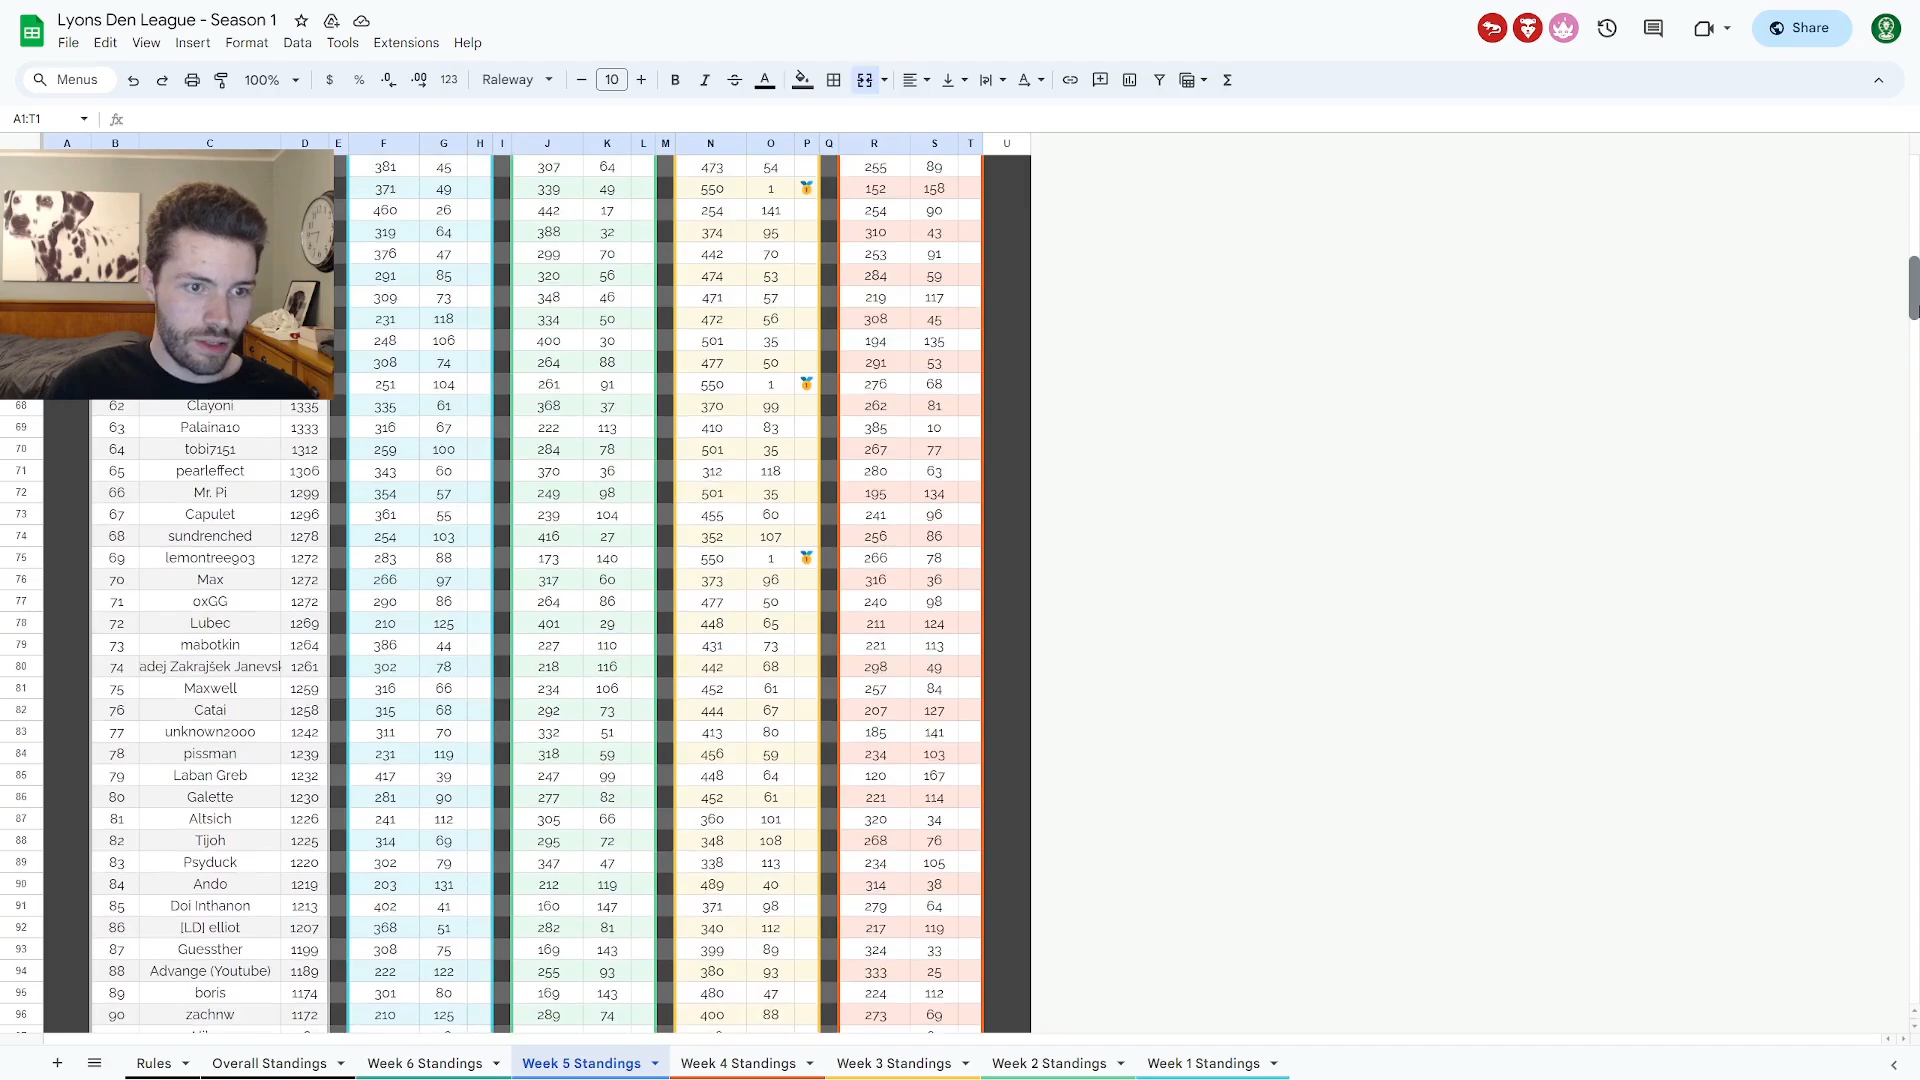 Lyons Den League - Season 1
File Edit View Insert Format Data Tools Extensions Help
Share
Menus 100% $ % .0 .00 123 Raleway 10 B I A Σ
A1:T1 fx
A B C D E F G H I J K L M N O P Q R S T U
381 45 307 64 473 54 255 89
371 49 339 49 550 1 152 158
460 26 442 17 254 141 254 90
319 64 388 32 374 95 310 43
376 47 299 70 442 70 253 91
291 85 320 56 474 53 284 59
309 73 348 46 471 57 219 117
231 118 334 50 472 56 308 45
248 106 400 30 501 35 194 135
308 74 264 88 477 50 291 53
251 104 261 91 550 1 276 68
68 62 Clayoni 1335 335 61 368 37 370 99 262 81
69 63 Palaina10 1333 316 67 222 113 410 83 385 10
70 64 tobi7151 1312 259 100 284 78 501 35 267 77
71 65 pearleffect 1306 343 60 370 36 312 118 280 63
72 66 Mr. Pi 1299 354 57 249 98 501 35 195 134
73 67 Capulet 1296 361 55 239 104 455 60 241 96
74 68 sundrenched 1278 254 103 416 27 352 107 256 86
75 69 lemontree903 1272 283 88 173 140 550 1 266 78
76 70 Max 1272 266 97 317 60 373 96 316 36
77 71 oxGG 1272 290 86 264 86 477 50 240 98
78 72 Lubec 1269 210 125 401 29 448 65 211 124
79 73 mabotkin 1264 386 44 227 110 431 73 221 113
80 74 adej Zakrajšek Janevsk 1261 302 78 218 116 442 68 298 49
81 75 Maxwell 1259 316 66 234 106 452 61 257 84
82 76 Catai 1258 315 68 292 73 444 67 207 127
83 77 unknown2000 1242 311 70 332 51 413 80 185 141
84 78 pissman 1239 231 119 318 59 456 59 234 103
85 79 Laban Greb 1232 417 39 247 99 448 64 120 167
86 80 Galette 1230 281 90 277 82 452 61 221 114
87 81 Altsich 1226 241 112 305 66 360 101 320 34
88 82 Tijoh 1225 314 69 295 72 348 108 268 76
89 83 Psyduck 1220 302 79 347 47 338 113 234 105
90 84 Ando 1219 203 131 212 119 489 40 314 38
91 85 Doi Inthanon 1213 402 41 160 147 371 98 279 64
92 86 [LD] elliot 1207 368 51 282 81 340 112 217 119
93 87 Guessther 1199 308 75 169 143 399 89 324 33
94 88 Advange (Youtube) 1189 222 122 255 93 380 93 333 25
95 89 boris 1174 301 80 169 143 480 47 224 112
96 90 zachnw 1172 210 125 289 74 400 88 273 69
+ Rules Overall Standings Week 6 Standings Week 5 Standings Week 4 Standings Week 3 Standings Week 2 Standings Week 1 Standings